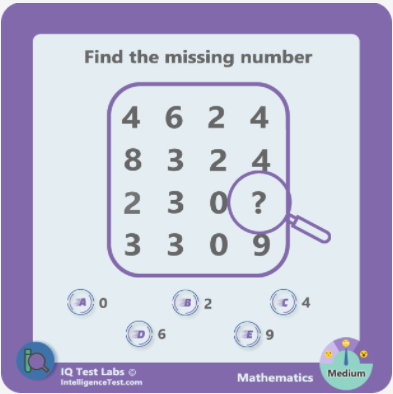 Find the missing number
4 6 2 4
8 3 2 4
2 3 0 ?
3 3 0 9
A 0
B 2
C 4
D 6
E 9
IQ Test Labs ©
IntelligenceTest.com
Mathematics
Medium